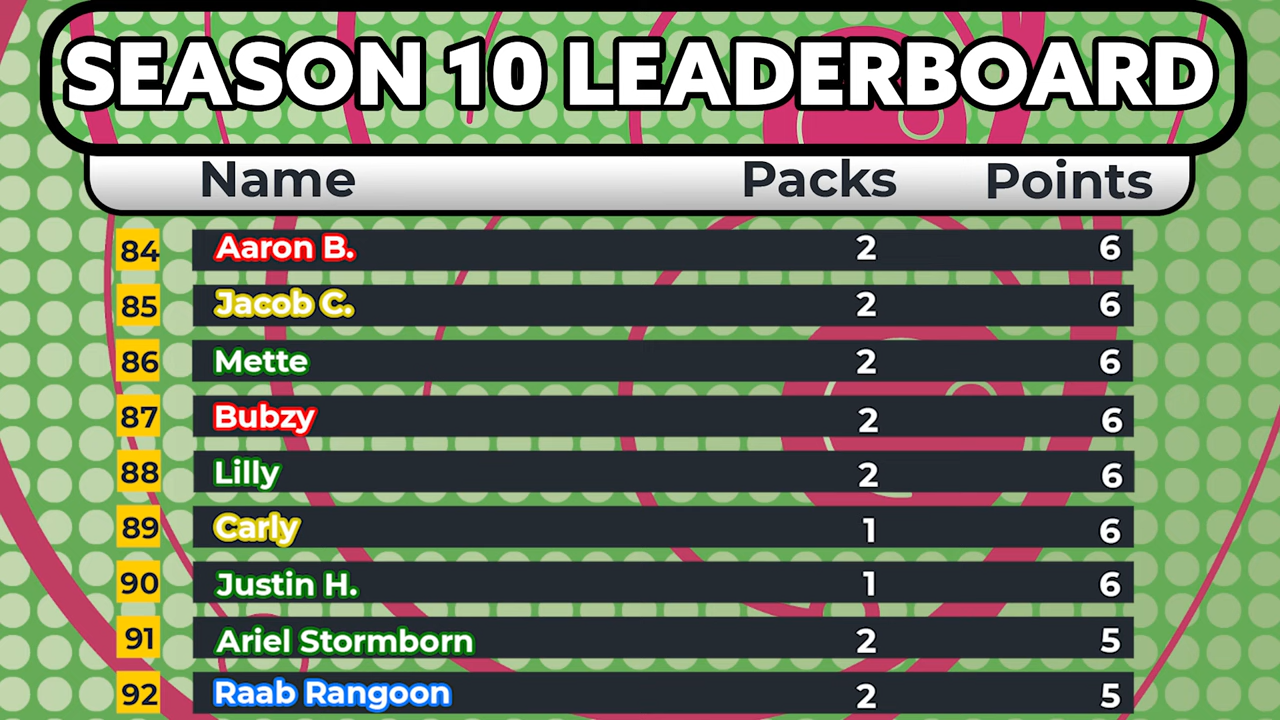 SEASON 10 LEADERBOARD
Name Packs Points
84 Aaron B. 2 6
85 Jacob C. 2 6
86 Mette 2 6
87 Bubzy 2 6
88 Lilly 2 6
89 Carly 1 6
90 Justin H. 1 6
91 Ariel Stormborn 2 5
92 Raab Rangoon 2 5